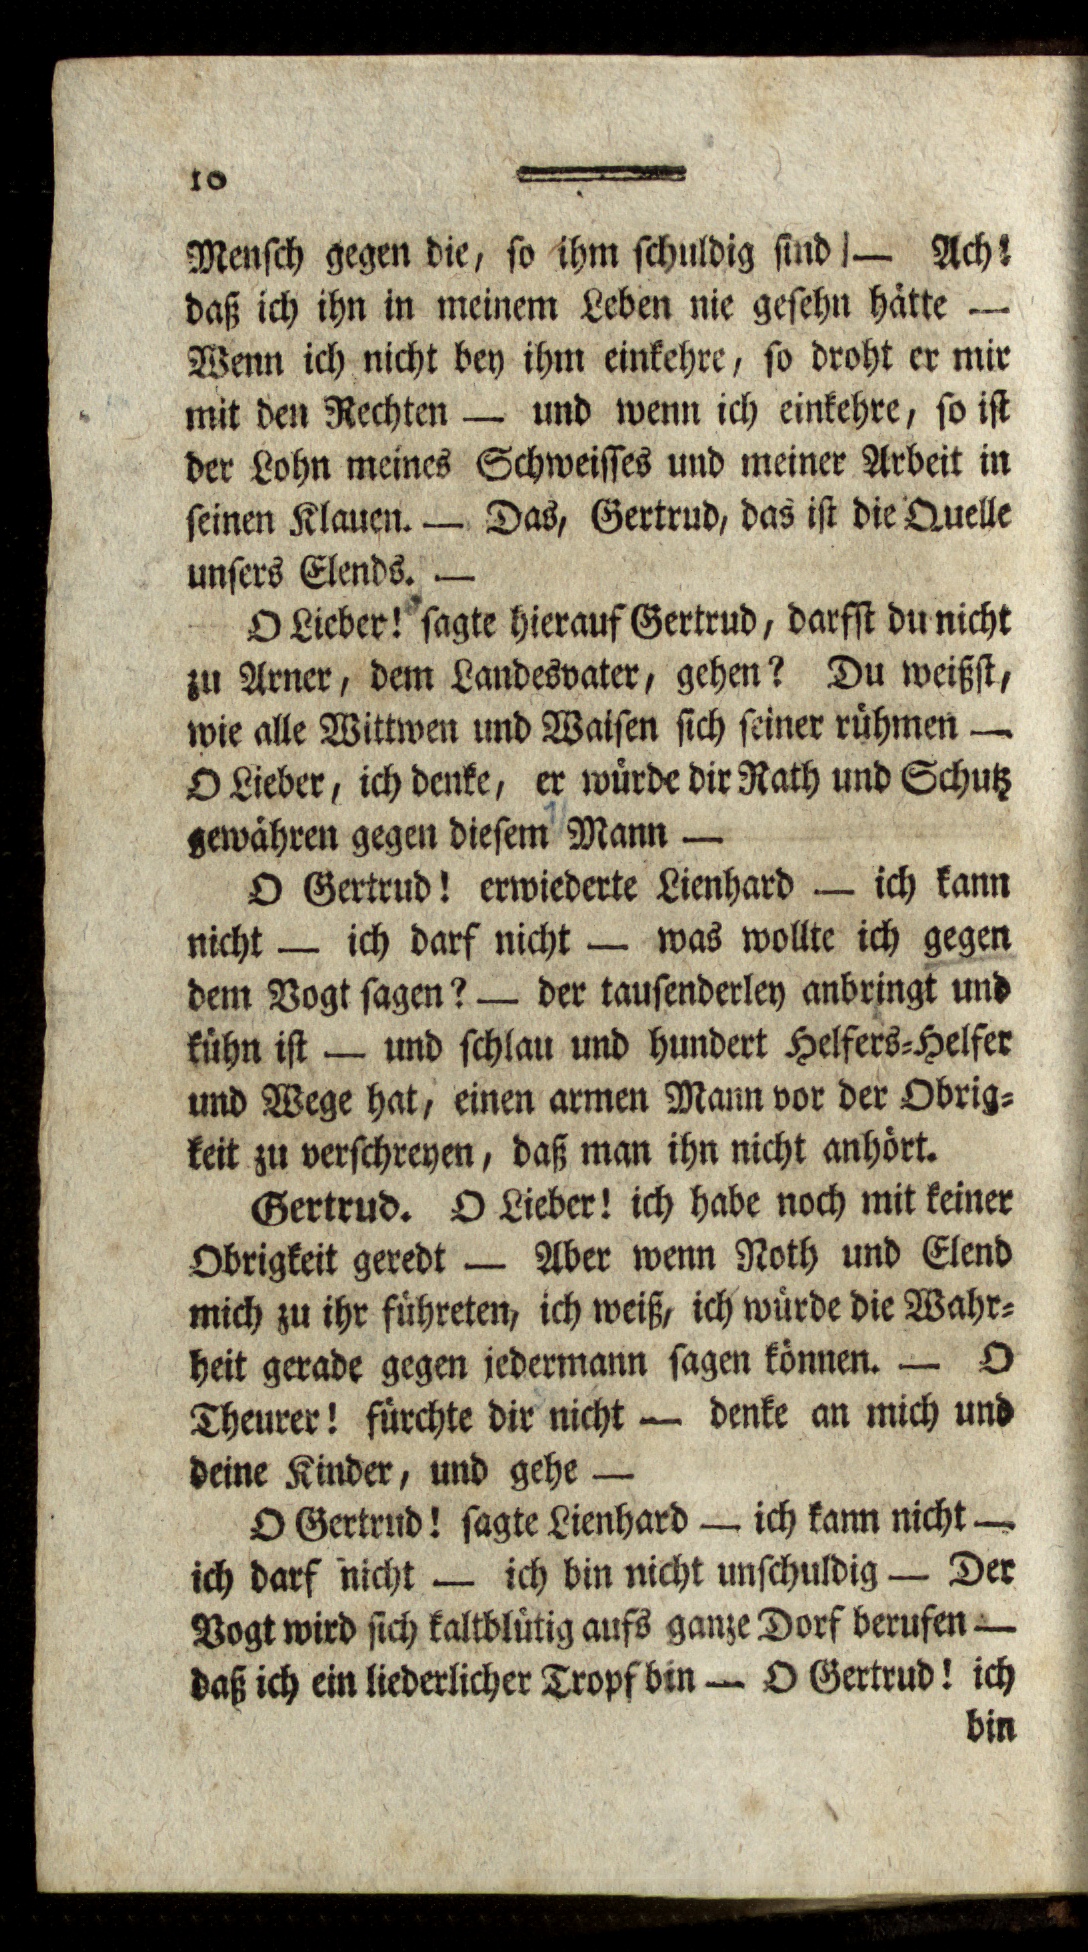 10
Mensch gegen die, so ihm schuldig sind!— Ach!
daß ich ihn in meinem Leben nie gesehn hätte —
Wenn ich nicht bey ihm einkehre, so droht er mir
mit den Rechten — und wenn ich einkehre, so ist
der Lohn meines Schweisses und meiner Arbeit in
seinen Klauen. — Das, Gertrud, das ist die Quelle
unsers Elends. —
O Lieber! sagte hierauf Gertrud, darfst du nicht
zu Arner, dem Landesvater, gehen? Du weißst,
wie alle Wittwen und Waisen sich seiner rühmen —
O Lieber, ich denke, er würde dir Rath und Schutz
gewähren gegen diesem Mann —
O Gertrud! erwiederte Lienhard — ich kann
nicht — ich darf nicht — was wollte ich gegen
dem Vogt sagen? — der tausenderley anbringt und
kühn ist — und schlau und hundert Helfers-Helfer
und Wege hat, einen armen Mann vor der Obrig-
keit zu verschreyen, daß man ihn nicht anhört.
Gertrud. O Lieber! ich habe noch mit keiner
Obrigkeit geredt — Aber wenn Noth und Elend
mich zu ihr führeten, ich weiß, ich würde die Wahr-
heit gerade gegen jedermann sagen können. — O
Theurer! fürchte dir nicht — denke an mich und
deine Kinder, und gehe —
O Gertrud! sagte Lienhard — ich kann nicht —
ich darf nicht — ich bin nicht unschuldig — Der
Vogt wird sich kaltblütig aufs ganze Dorf berufen —
daß ich ein liederlicher Tropf bin — O Gertrud! ich
bin